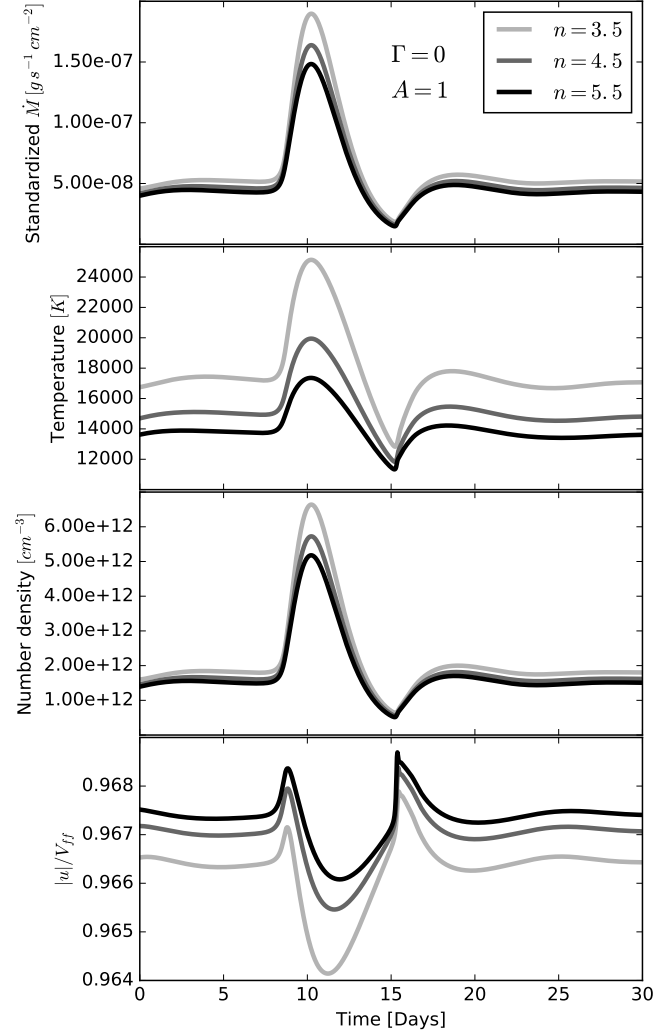 Standardized Ṁ [g s⁻¹ cm⁻²]
1.50e-07
1.00e-07
5.00e-08
Γ = 0
A = 1
n = 3.5
n = 4.5
n = 5.5
Temperature [K]
24000
22000
20000
18000
16000
14000
12000
Number density [cm⁻³]
6.00e+12
5.00e+12
4.00e+12
3.00e+12
2.00e+12
1.00e+12
|u|/V_{ff}
0.968
0.967
0.966
0.965
0.964
0 5 10 15 20 25 30
Time [Days]